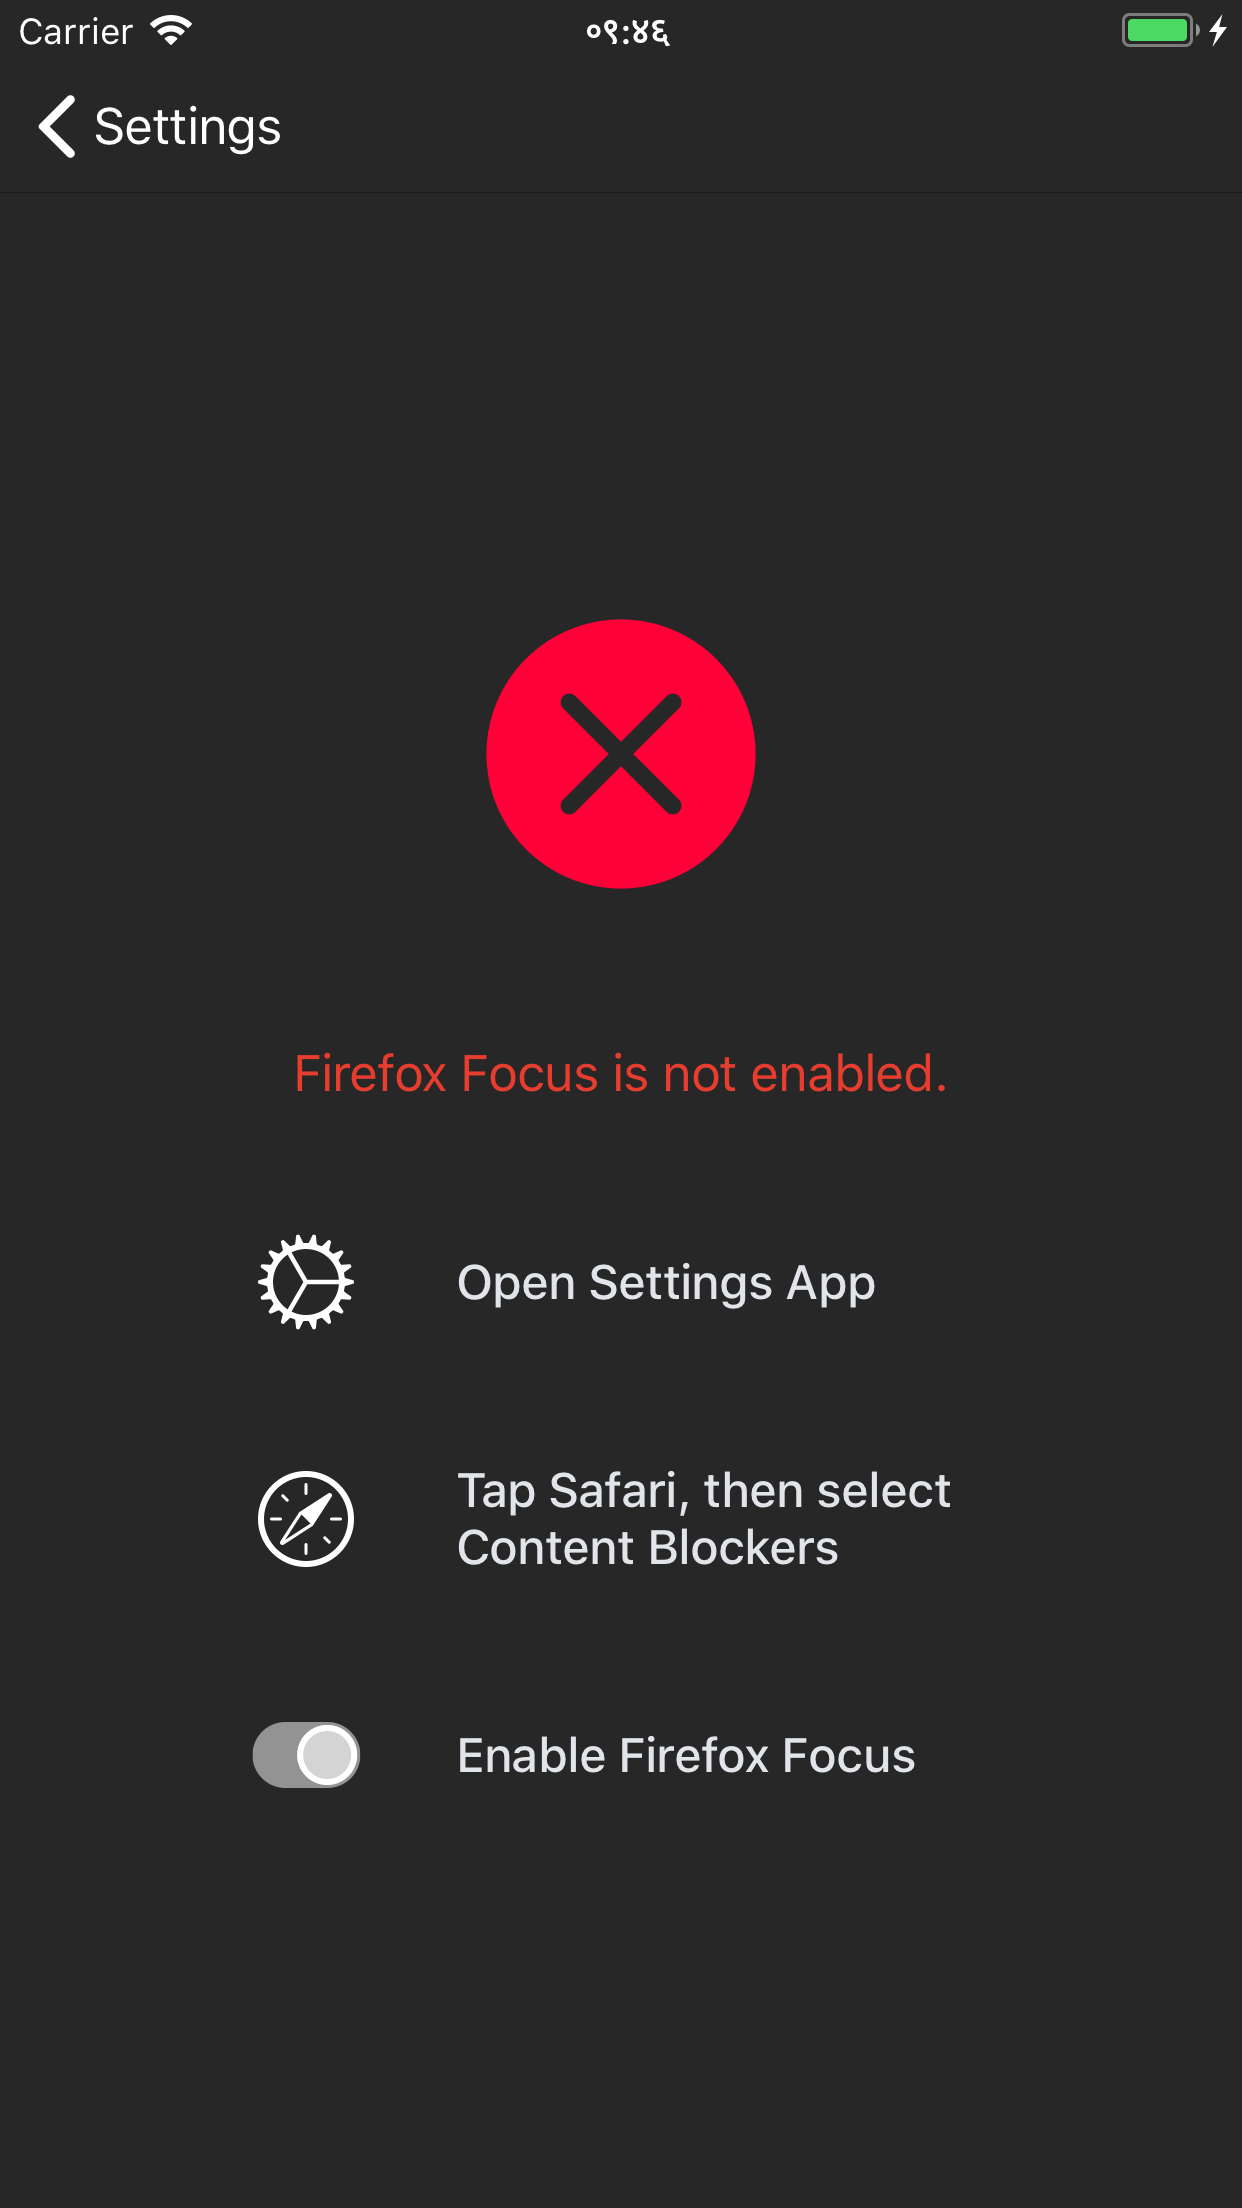 Carrier
०९:४६
Settings
Firefox Focus is not enabled.
Open Settings App
Tap Safari, then select
Content Blockers
Enable Firefox Focus